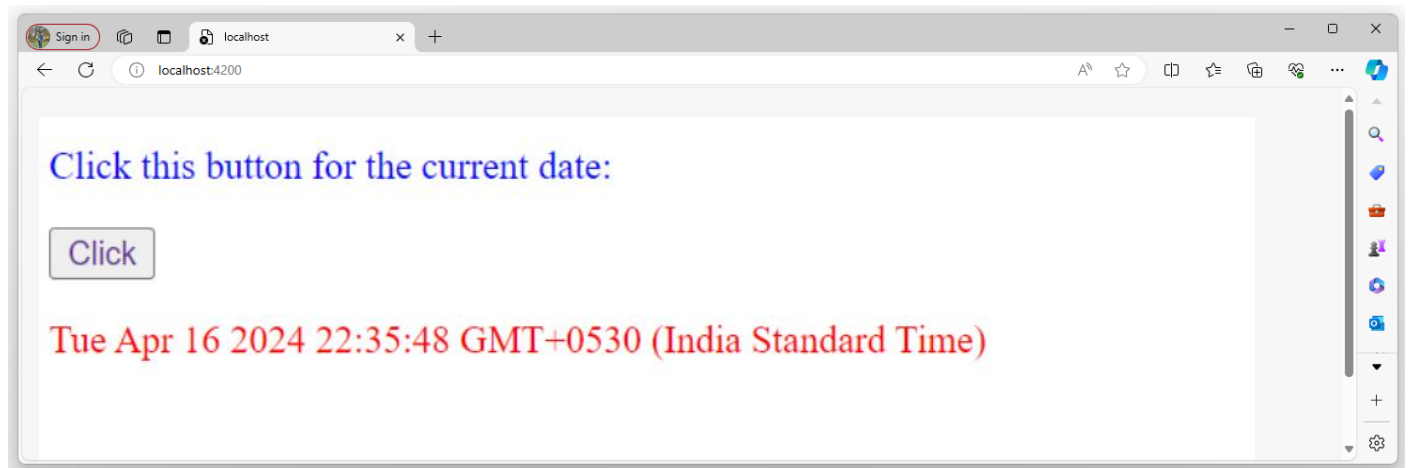 Sign in
localhost
localhost:4200
Click this button for the current date:
Click
Tue Apr 16 2024 22:35:48 GMT+0530 (India Standard Time)